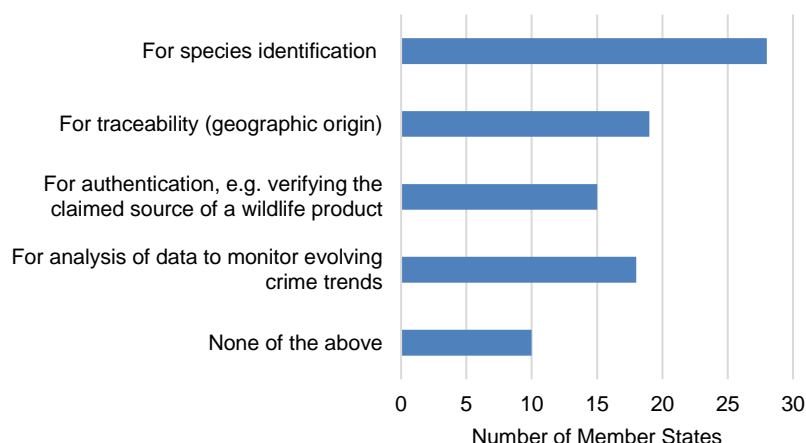 For species identification
For traceability (geographic origin)
For authentication, e.g. verifying the
claimed source of a wildlife product
For analysis of data to monitor evolving
crime trends
None of the above
0 5 10 15 20 25 30
Number of Member States